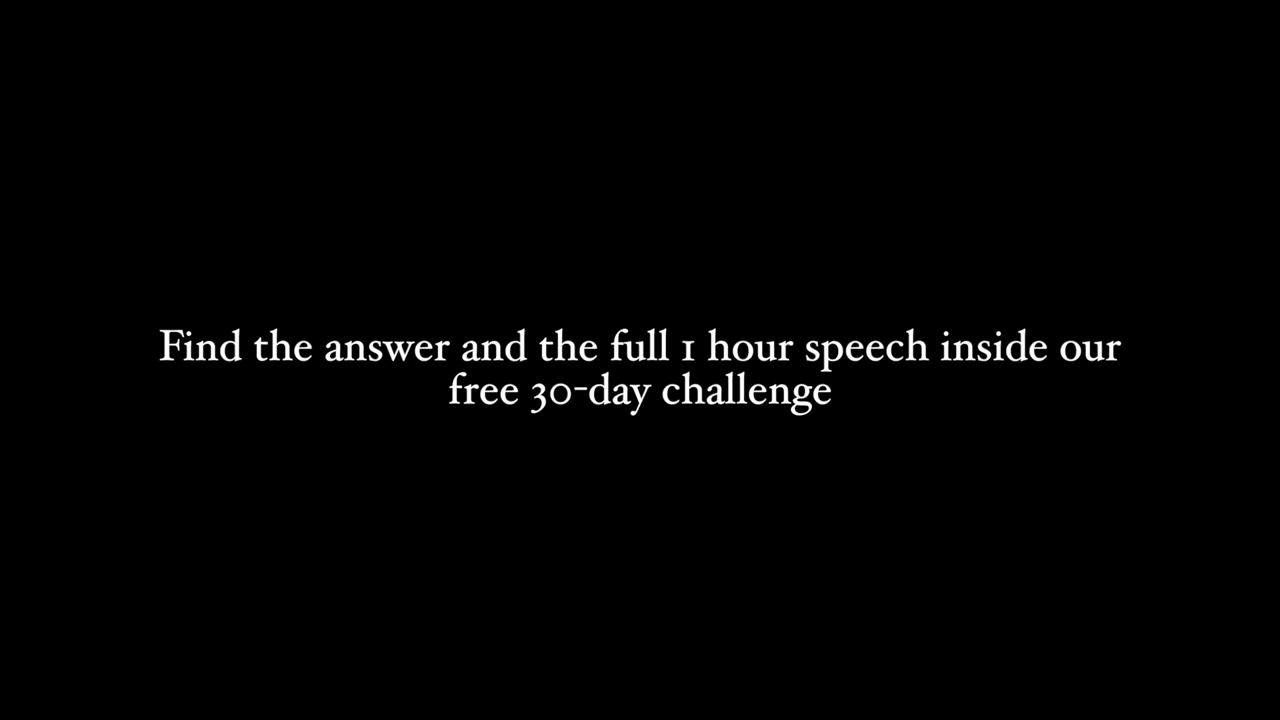 Find the answer and the full 1 hour speech inside our
free 30-day challenge